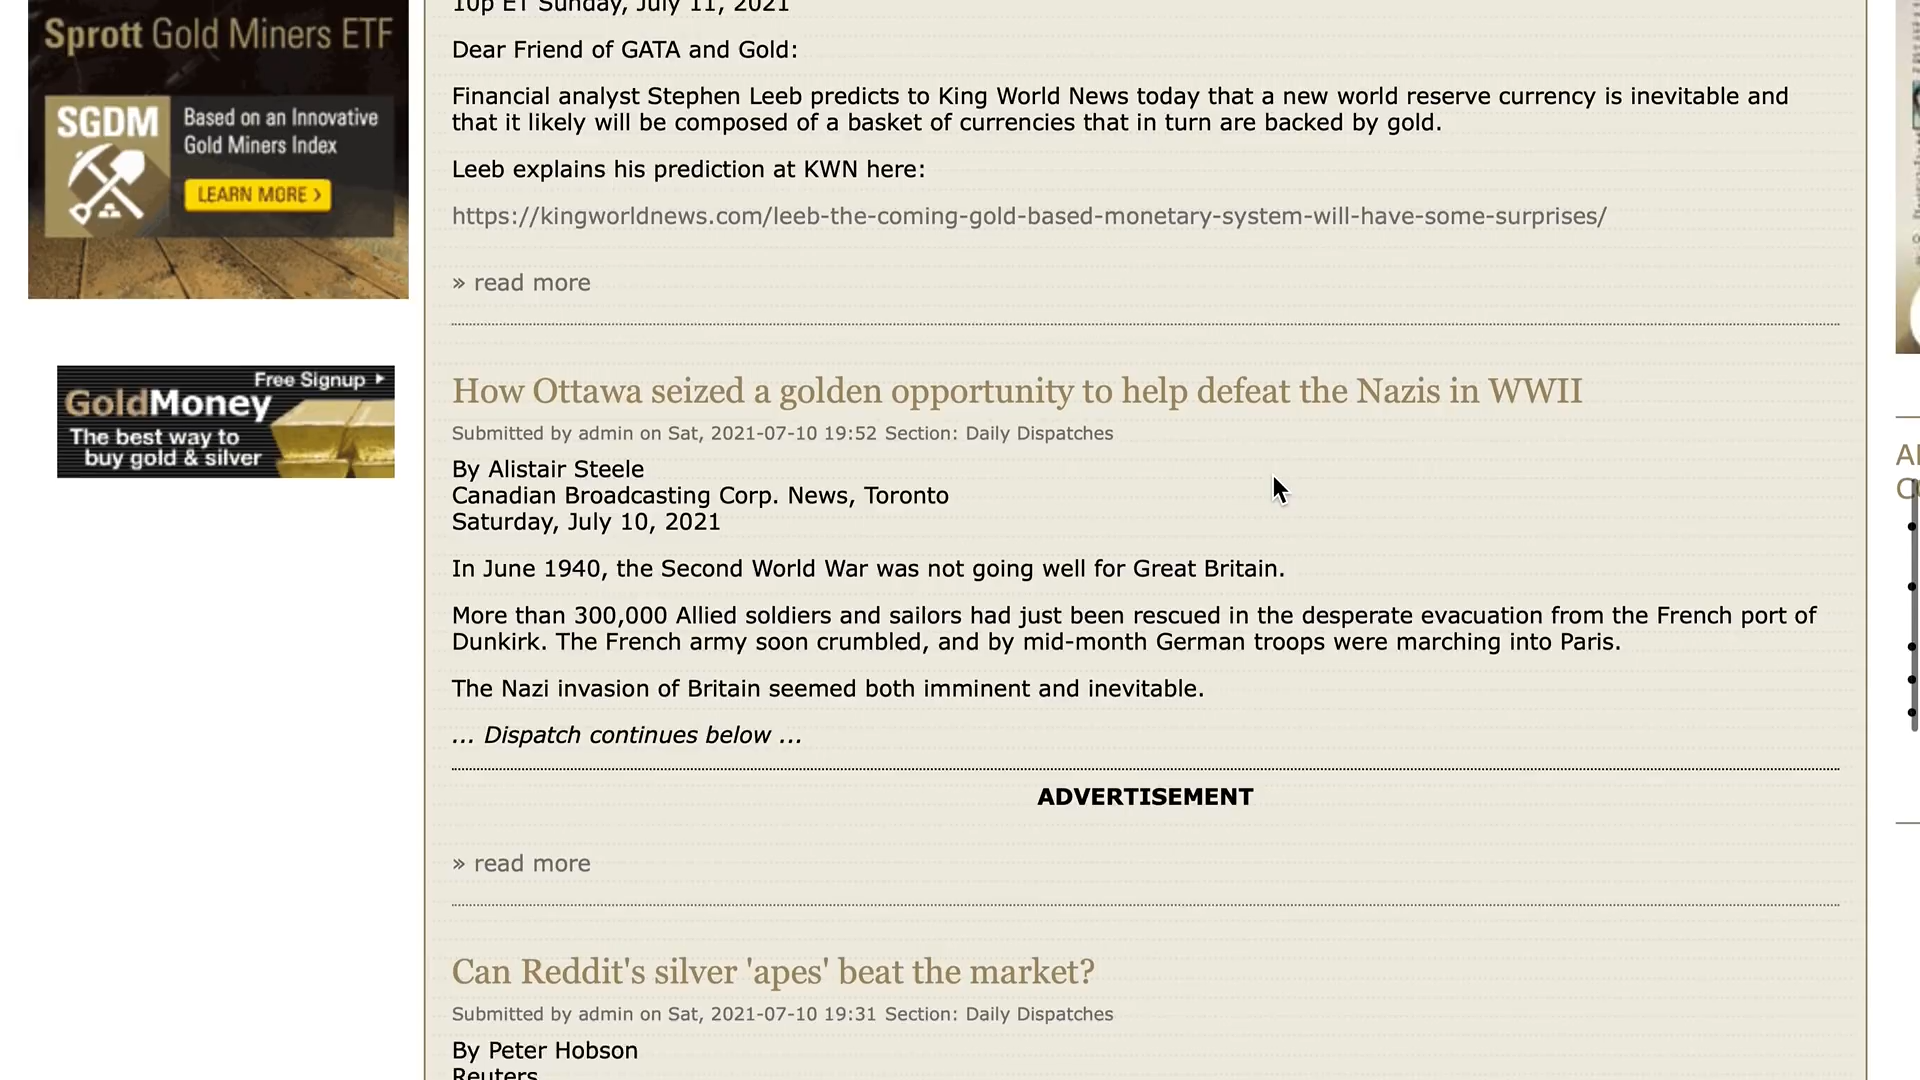 Sprott Gold Miners ETF
SGDM
Based on an Innovative
Gold Miners Index
LEARN MORE >
Free Signup
GoldMoney
The best way to
buy gold & silver
10p ET Sunday, July 11, 2021
Dear Friend of GATA and Gold:
Financial analyst Stephen Leeb predicts to King World News today that a new world reserve currency is inevitable and
that it likely will be composed of a basket of currencies that in turn are backed by gold.
Leeb explains his prediction at KWN here:
https://kingworldnews.com/leeb-the-coming-gold-based-monetary-system-will-have-some-surprises/
» read more
How Ottawa seized a golden opportunity to help defeat the Nazis in WWII
Submitted by admin on Sat, 2021-07-10 19:52 Section: Daily Dispatches
By Alistair Steele
Canadian Broadcasting Corp. News, Toronto
Saturday, July 10, 2021
In June 1940, the Second World War was not going well for Great Britain.
More than 300,000 Allied soldiers and sailors had just been rescued in the desperate evacuation from the French port of
Dunkirk. The French army soon crumbled, and by mid-month German troops were marching into Paris.
The Nazi invasion of Britain seemed both imminent and inevitable.
... Dispatch continues below ...
ADVERTISEMENT
» read more
Can Reddit's silver 'apes' beat the market?
Submitted by admin on Sat, 2021-07-10 19:31 Section: Daily Dispatches
By Peter Hobson
Reuters